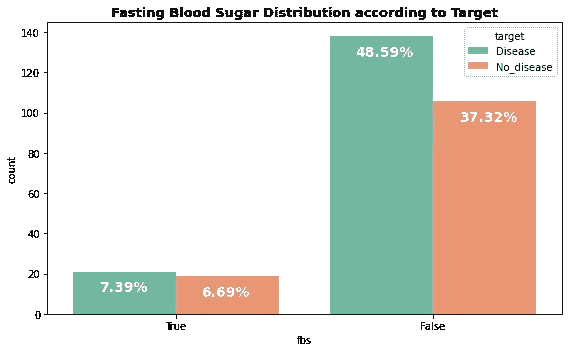 Fasting Blood Sugar Distribution according to Target
140
120
100
80
60
40
20
0
count
48.59%
37.32%
7.39%
6.69%
target
Disease
No_disease
True
False
fbs